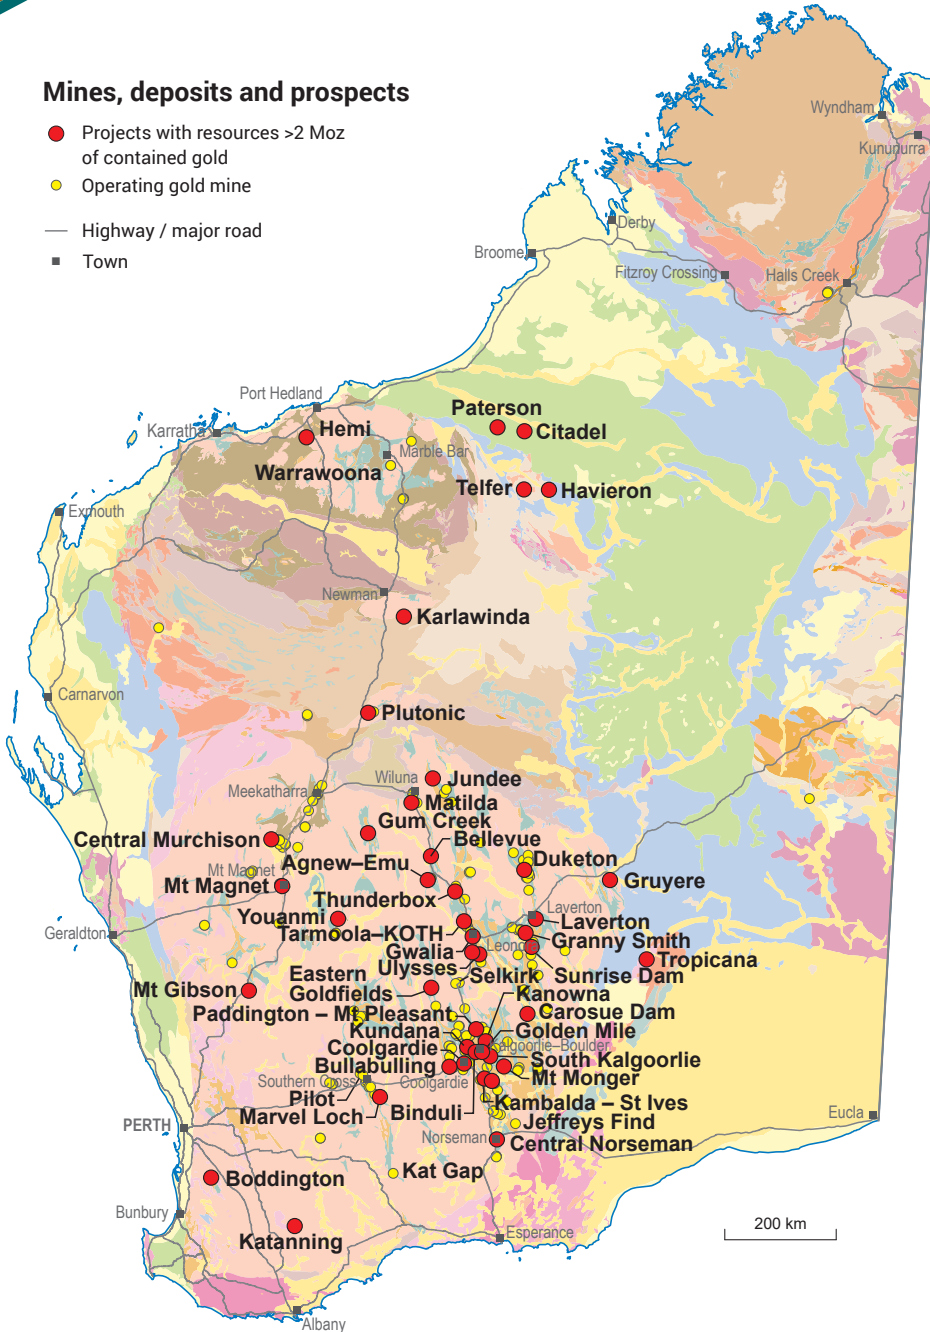 Mines, deposits and prospects
Projects with resources >2 Moz
of contained gold
Operating gold mine
Highway / major road
Town
Wyndham
Kununurra
Derby
Broome
Fitzroy Crossing
Halls Creek
Port Hedland
Karratha
Hemi
Paterson
Citadel
Marble Bar
Warrawoona
Telfer
Havieron
Exmouth
Newman
Karlawinda
Carnarvon
Plutonic
Wiluna
Jundee
Meekatharra
Matilda
Gum Creek
Central Murchison
Bellevue
Agnew–Emu
Duketon
Mt Magnet
Mt Magnet
Gruyere
Thunderbox
Laverton
Youanmi
Laverton
Geraldton
Tarmoola–KOTH
Granny Smith
Gwalia
Tropicana
Ulysses
Selkirk
Sunrise Dam
Eastern
Goldfields
Mt Gibson
Kanowna
Paddington – Mt Pleasant
Carosue Dam
Kundana
Golden Mile
Coolgardie
Kalgoorlie–Boulder
Bullabulling
South Kalgoorlie
Southern Cross
Coolgardie
Mt Monger
Pilot
Kambalda – St Ives
Marvel Loch
Binduli
Jeffreys Find
Eucla
PERTH
Norseman
Central Norseman
Kat Gap
Boddington
Bunbury
Katanning
Esperance
200 km
Albany